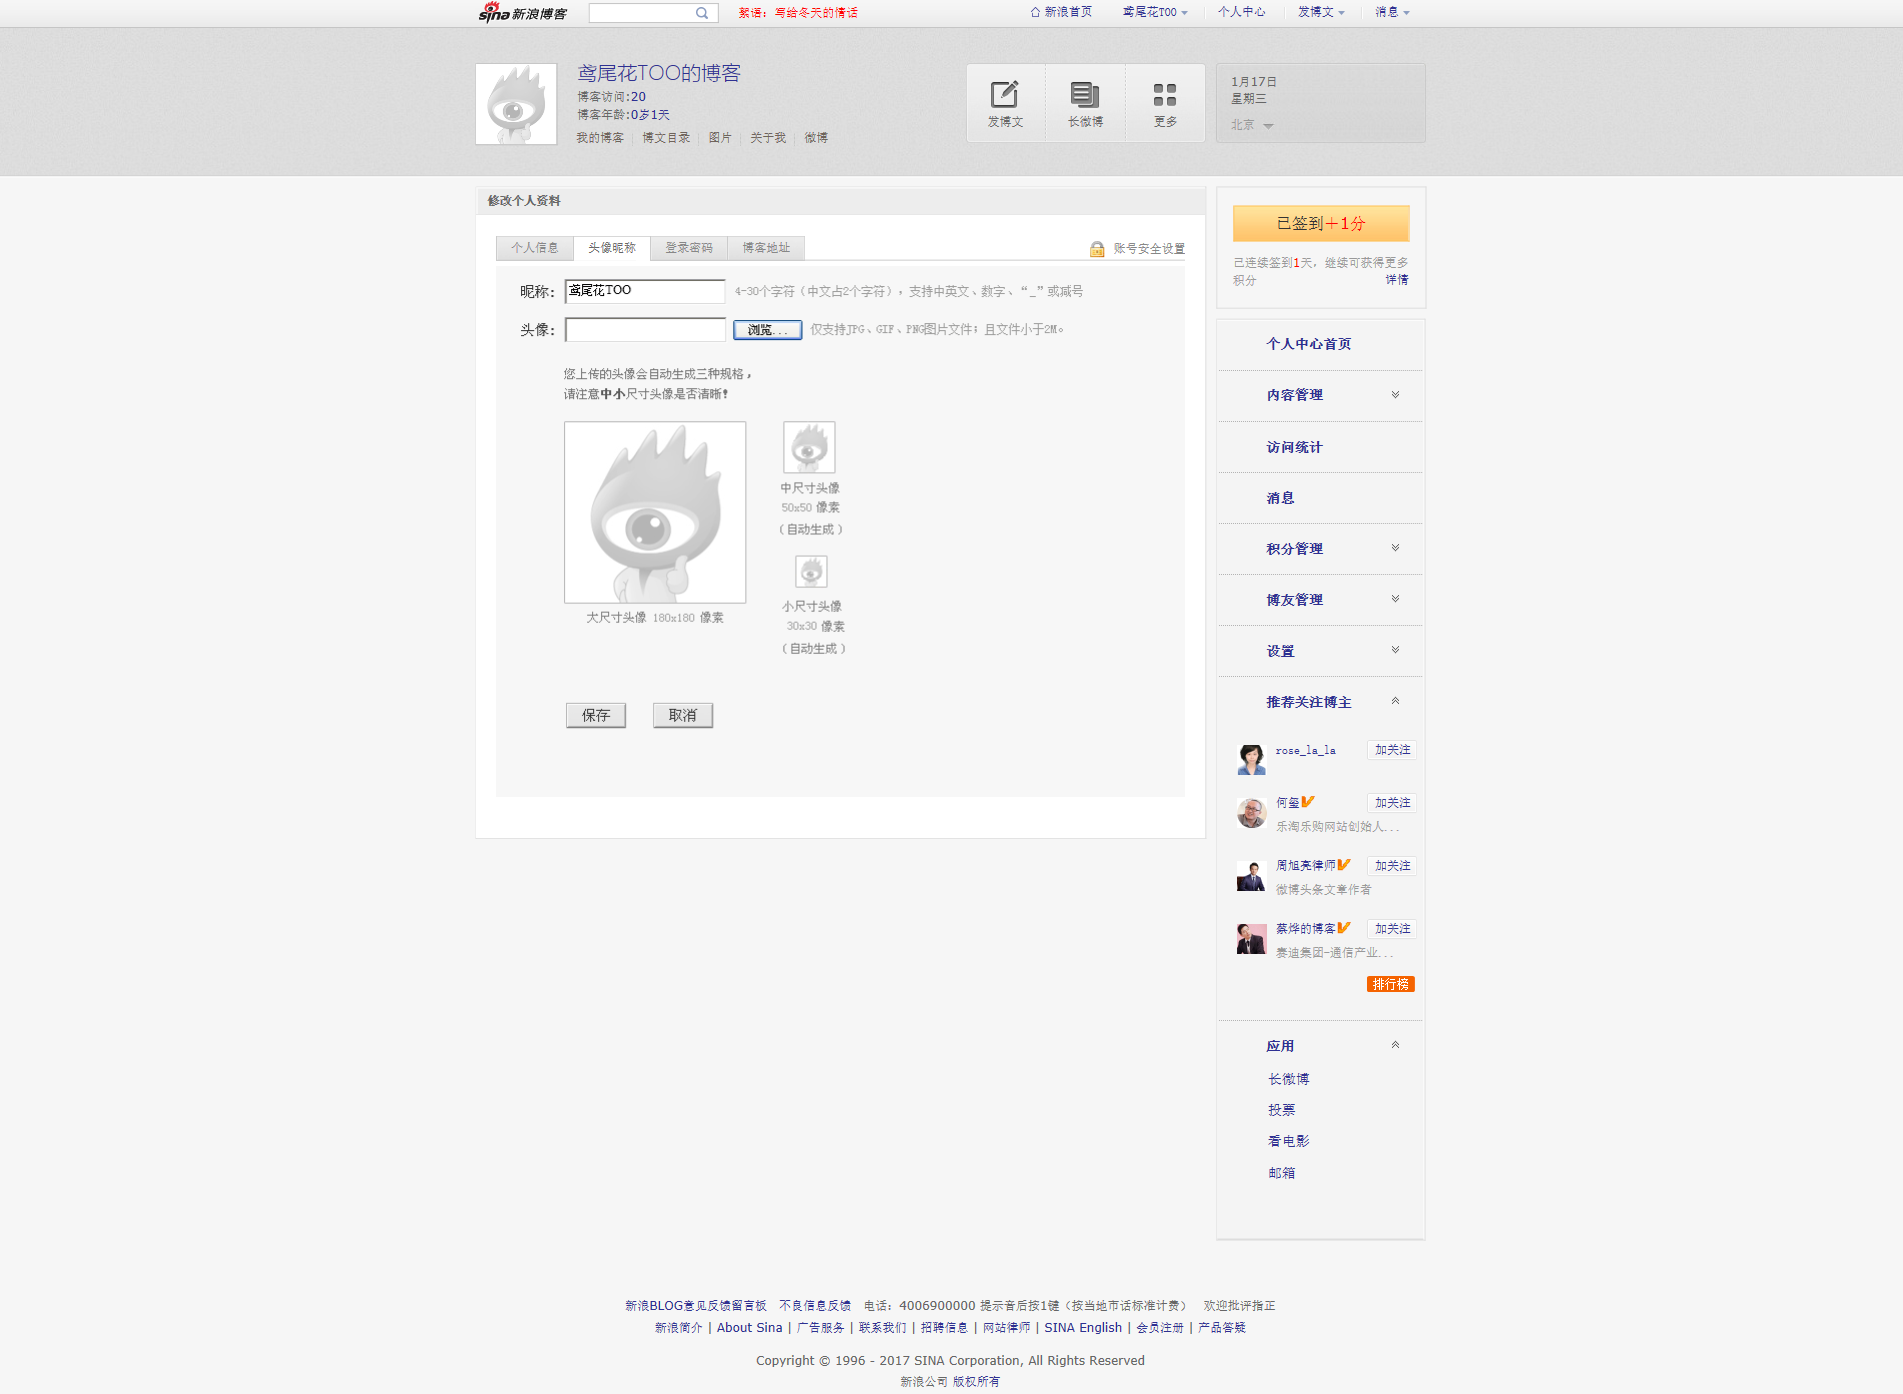 sina 新浪博客
絮语：写给冬天的情话
新浪首页
鸢尾花TOO
个人中心
发博文
消息
鸢尾花TOO的博客
博客访问:20
博客年龄:0岁1天
我的博客 博文目录 图片 关于我 微博
发博文
长微博
更多
1月17日
星期三
北京
修改个人资料
个人信息 头像昵称 登录密码 博客地址
账号安全设置
昵称： 鸢尾花TOO 4-30个字符（中文占2个字符），支持中英文、数字、“_”或减号
头像： 浏览... 仅支持JPG、GIF、PNG图片文件；且文件小于2M。
您上传的头像会自动生成三种规格，
请注意中小尺寸头像是否清晰！
大尺寸头像 180x180 像素
中尺寸头像
50x50 像素
（自动生成）
小尺寸头像
30x30 像素
（自动生成）
保存 取消
已签到＋1分
已连续签到1天，继续可获得更多
积分 详情
个人中心首页
内容管理
访问统计
消息
积分管理
博友管理
设置
推荐关注博主
rose_la_la 加关注
何玺 加关注
乐淘乐购网站创始人...
周旭亮律师 加关注
微博头条文章作者
蔡烨的博客 加关注
赛迪集团-通信产业...
排行榜
应用
长微博
投票
看电影
邮箱
新浪BLOG意见反馈留言板 不良信息反馈 电话：4006900000 提示音后按1键（按当地市话标准计费） 欢迎批评指正
新浪简介 | About Sina | 广告服务 | 联系我们 | 招聘信息 | 网站律师 | SINA English | 会员注册 | 产品答疑
Copyright © 1996 - 2017 SINA Corporation, All Rights Reserved
新浪公司 版权所有